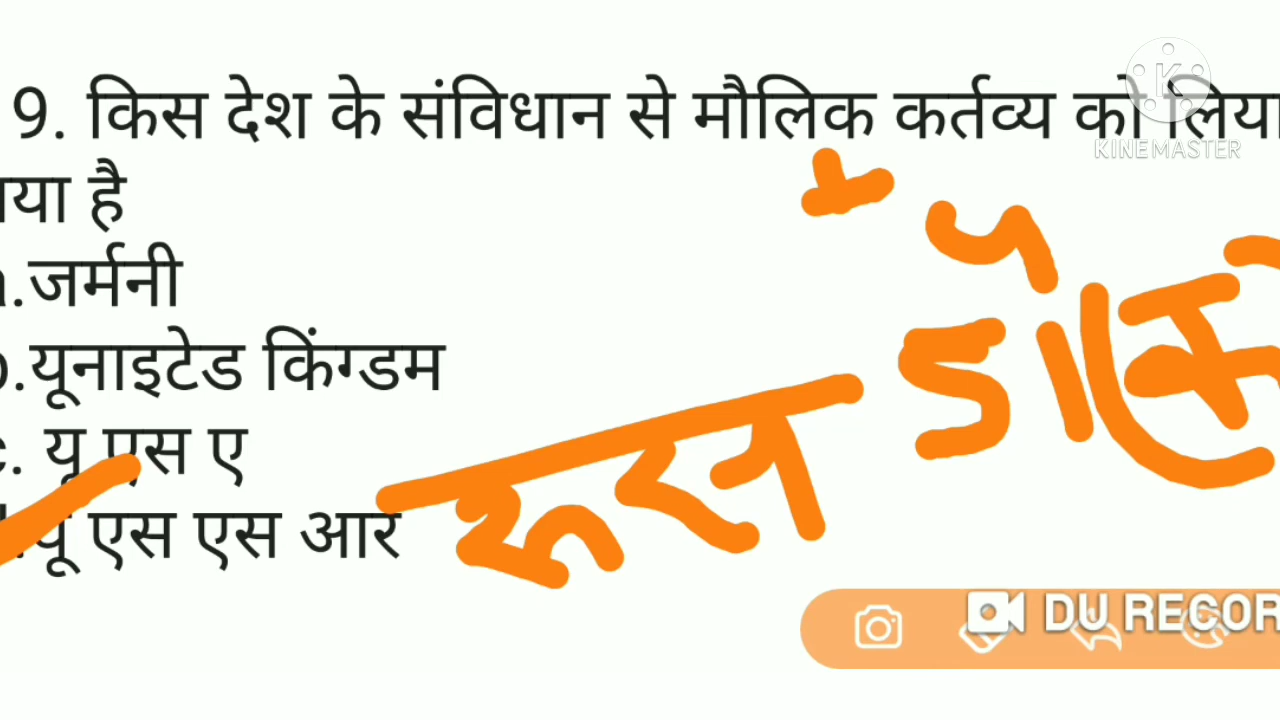 9. किस देश के संविधान से मौलिक कर्तव्य को लिया
है
जर्मनी
यूनाइटेड किंग्डम
c. यू एस ए
यू एस एस आर
KINEMASTER
DU RECOR